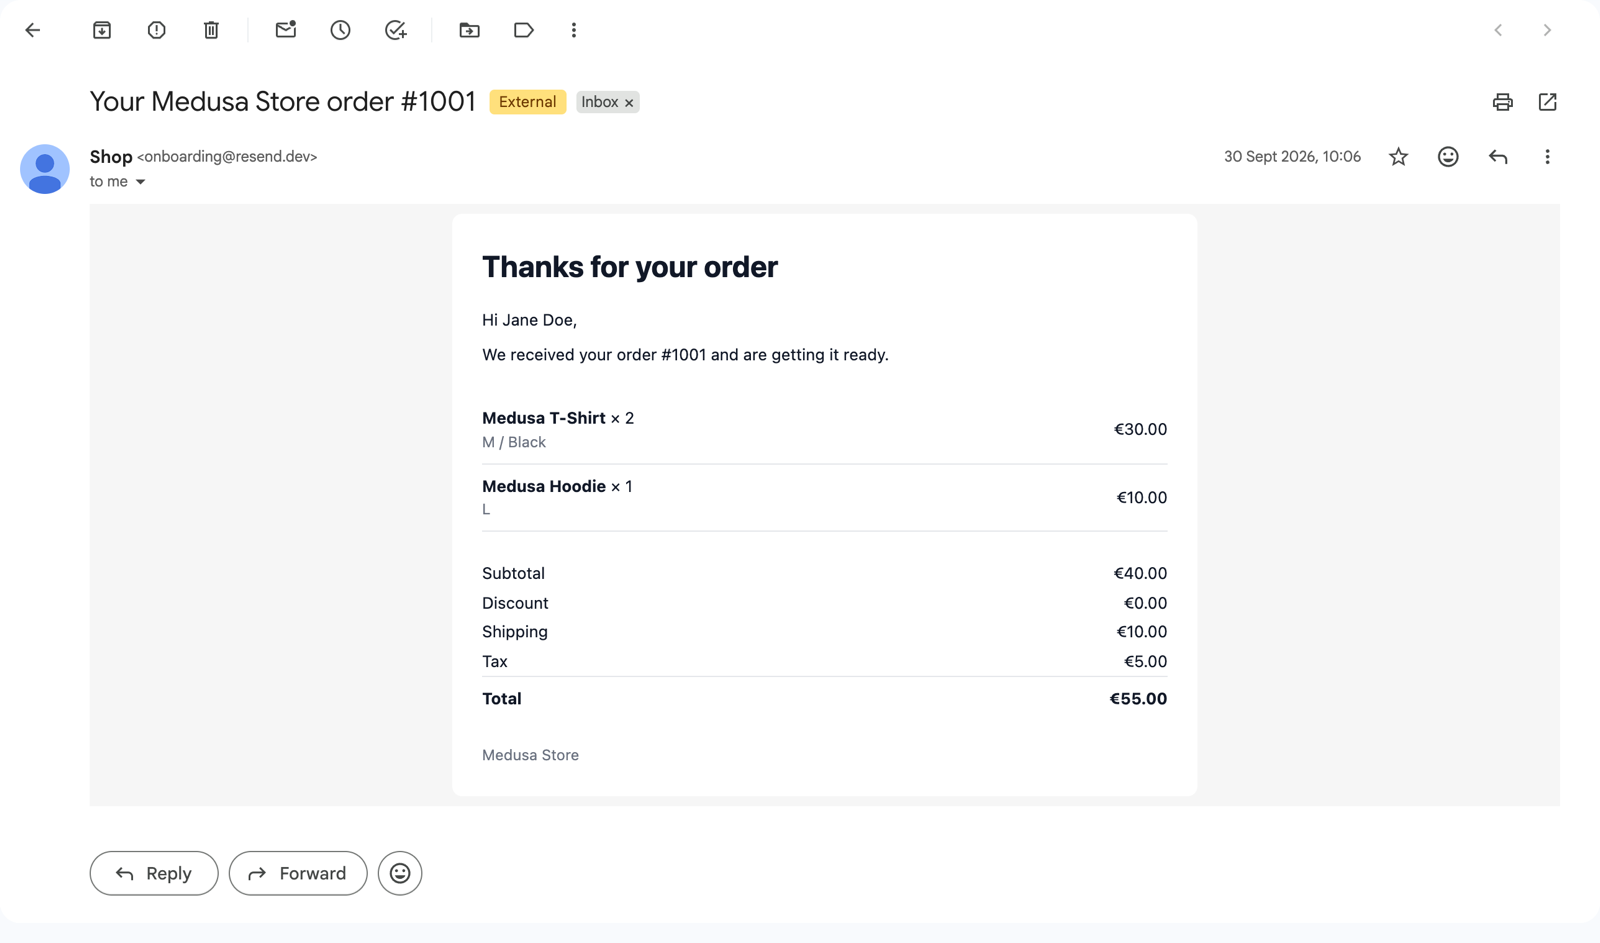 Your Medusa Store order #1001 External Inbox ×
Shop <onboarding@resend.dev> 30 Sept 2026, 10:06
to me
Thanks for your order
Hi Jane Doe,
We received your order #1001 and are getting it ready.
Medusa T-Shirt × 2
€30.00
M / Black
Medusa Hoodie × 1
€10.00
L
Subtotal €40.00
Discount €0.00
Shipping €10.00
Tax €5.00
Total €55.00
Medusa Store
Reply Forward